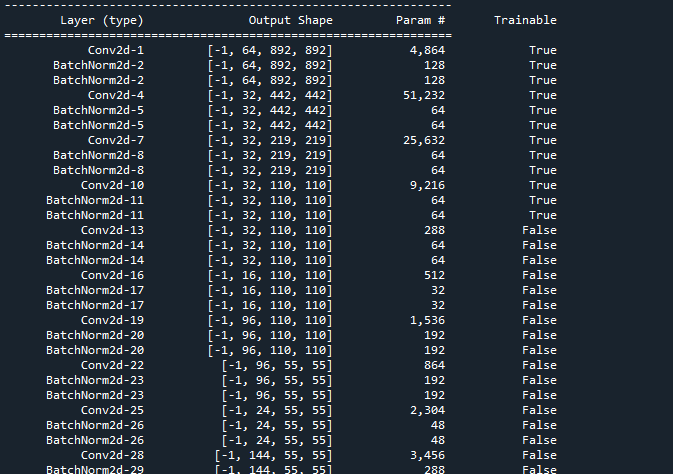 ----------------------------------------------------------------
Layer (type) Output Shape Param # Trainable
================================================================
Conv2d-1 [-1, 64, 892, 892] 4,864 True
BatchNorm2d-2 [-1, 64, 892, 892] 128 True
BatchNorm2d-2 [-1, 64, 892, 892] 128 True
Conv2d-4 [-1, 32, 442, 442] 51,232 True
BatchNorm2d-5 [-1, 32, 442, 442] 64 True
BatchNorm2d-5 [-1, 32, 442, 442] 64 True
Conv2d-7 [-1, 32, 219, 219] 25,632 True
BatchNorm2d-8 [-1, 32, 219, 219] 64 True
BatchNorm2d-8 [-1, 32, 219, 219] 64 True
Conv2d-10 [-1, 32, 110, 110] 9,216 True
BatchNorm2d-11 [-1, 32, 110, 110] 64 True
BatchNorm2d-11 [-1, 32, 110, 110] 64 True
Conv2d-13 [-1, 32, 110, 110] 288 False
BatchNorm2d-14 [-1, 32, 110, 110] 64 False
BatchNorm2d-14 [-1, 32, 110, 110] 64 False
Conv2d-16 [-1, 16, 110, 110] 512 False
BatchNorm2d-17 [-1, 16, 110, 110] 32 False
BatchNorm2d-17 [-1, 16, 110, 110] 32 False
Conv2d-19 [-1, 96, 110, 110] 1,536 False
BatchNorm2d-20 [-1, 96, 110, 110] 192 False
BatchNorm2d-20 [-1, 96, 110, 110] 192 False
Conv2d-22 [-1, 96, 55, 55] 864 False
BatchNorm2d-23 [-1, 96, 55, 55] 192 False
BatchNorm2d-23 [-1, 96, 55, 55] 192 False
Conv2d-25 [-1, 24, 55, 55] 2,304 False
BatchNorm2d-26 [-1, 24, 55, 55] 48 False
BatchNorm2d-26 [-1, 24, 55, 55] 48 False
Conv2d-28 [-1, 144, 55, 55] 3,456 False
BatchNorm2d-29 [-1, 144, 55, 55] 288 False